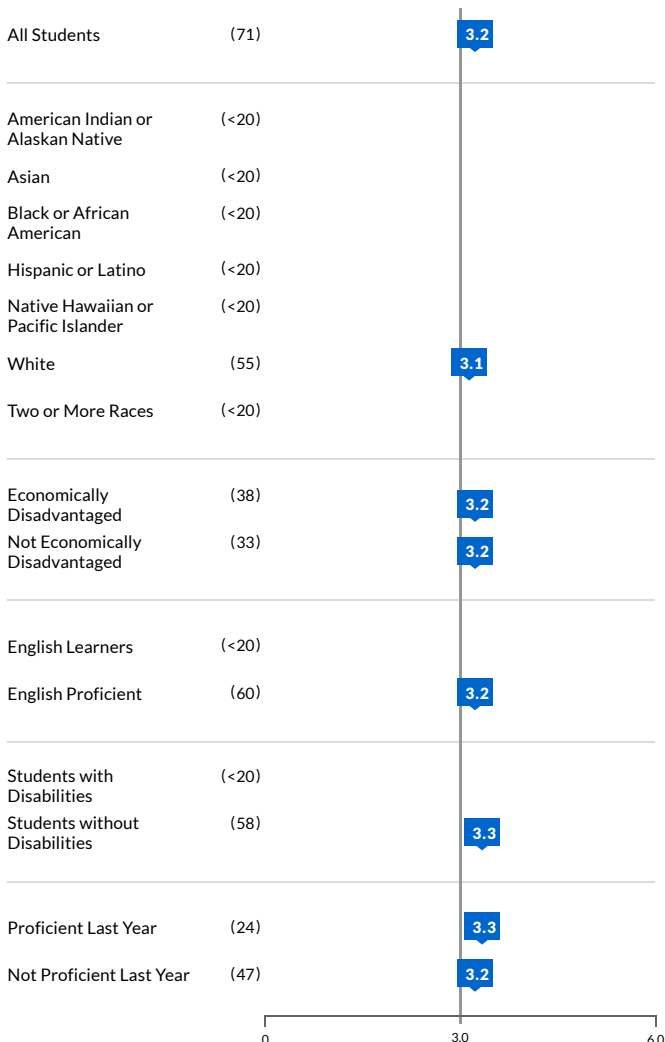 All Students (71) 3.2
American Indian or (<20)
Alaskan Native
Asian (<20)
Black or African (<20)
American
Hispanic or Latino (<20)
Native Hawaiian or (<20)
Pacific Islander
White (55) 3.1
Two or More Races (<20)
Economically (38) 3.2
Disadvantaged
Not Economically (33) 3.2
Disadvantaged
English Learners (<20)
English Proficient (60) 3.2
Students with (<20)
Disabilities
Students without (58) 3.3
Disabilities
Proficient Last Year (24) 3.3
Not Proficient Last Year (47) 3.2
0 3.0 6.0